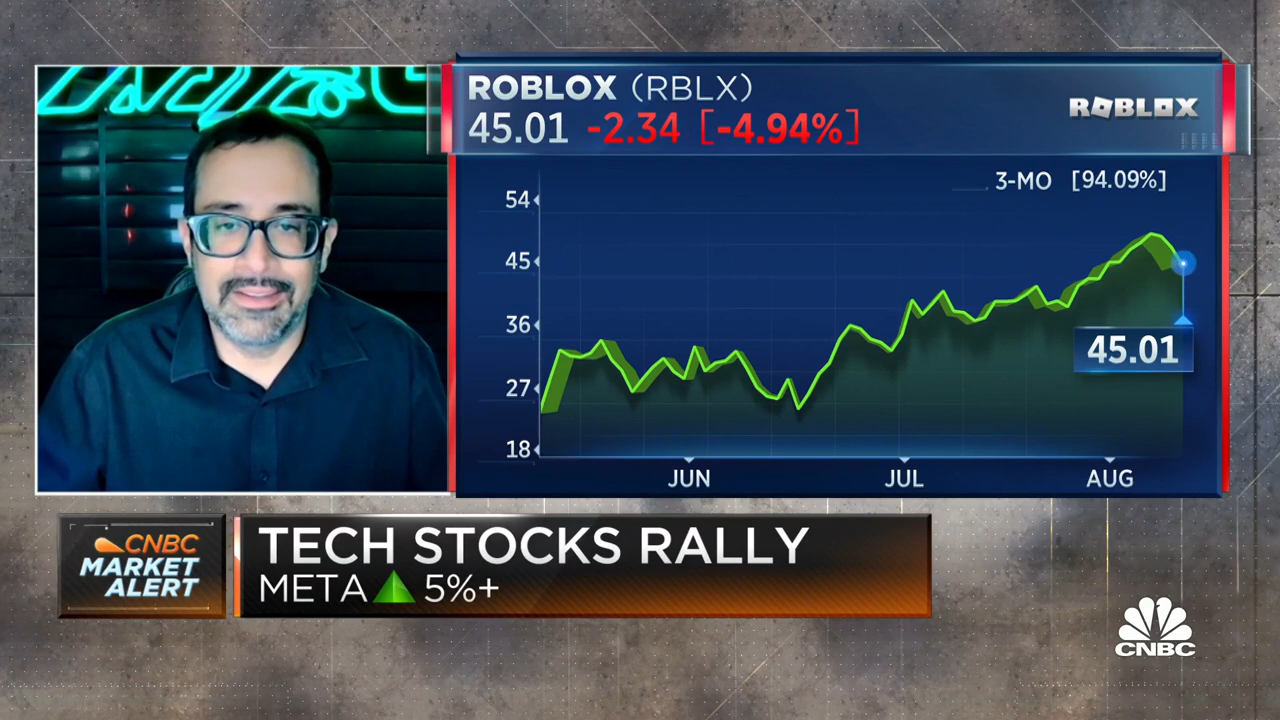 ROBLOX (RBLX)
45.01 -2.34 [-4.94%]
ROBLOX
3-MO [94.09%]
54
45
36
27
18
45.01
JUN JUL AUG
CNBC
MARKET
ALERT
TECH STOCKS RALLY
META 5%+
CNBC